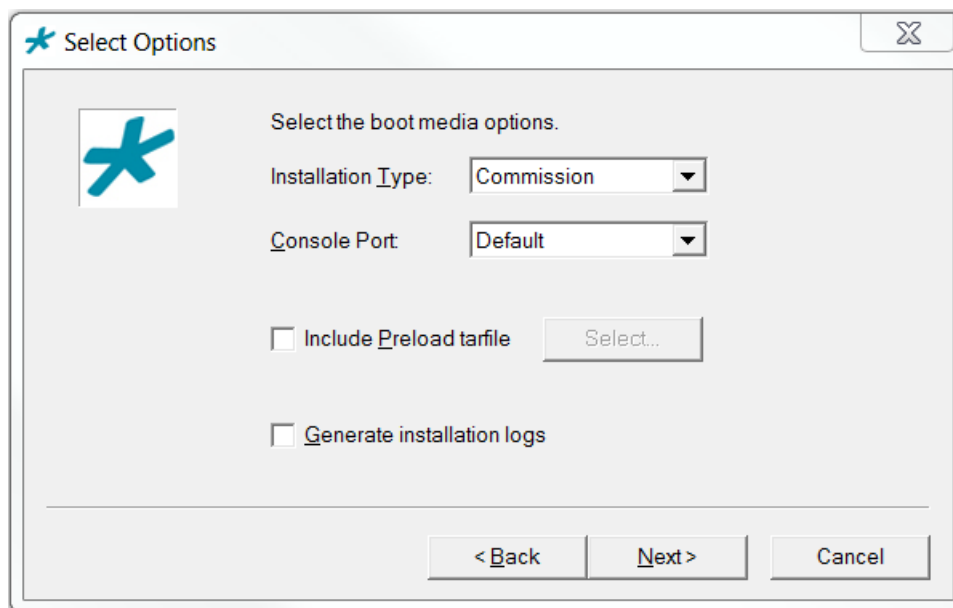 Select Options
Select the boot media options.
Installation Type: Commission
Console Port: Default
Include Preload tarfile Select...
Generate installation logs
< Back Next > Cancel